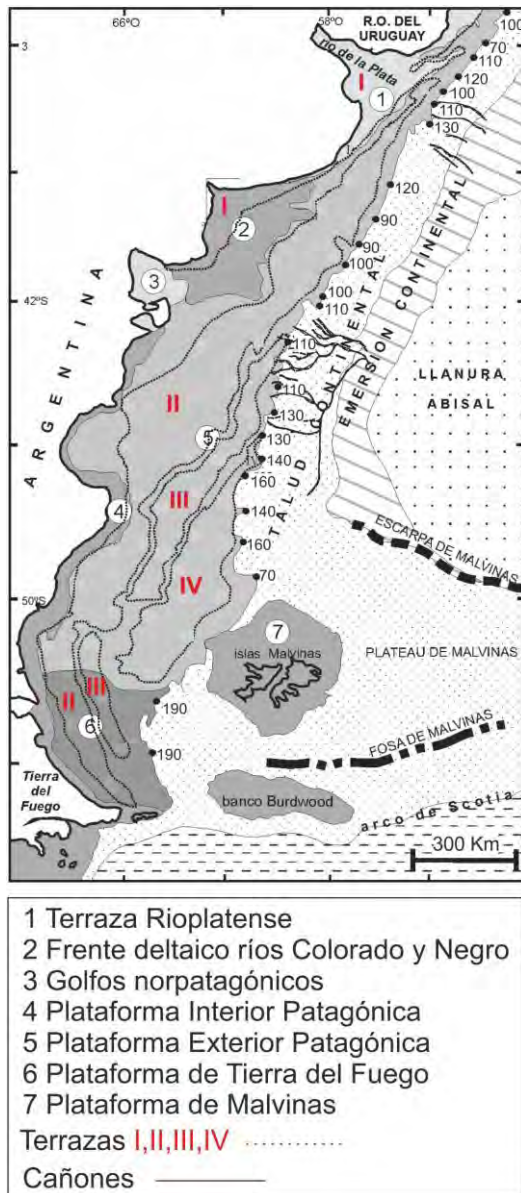 66°O
58°O
R.O. DEL
URUGUAY
3
río de la Plata
I
1
100
70
110
120
100
110
130
I
2
120
90
3
90
100
42°S
100
110
ARGENTINA
II
110
TALUD CONTINENTAL
EMERSION CONTINENTAL
LLANURA
ABISAL
110
130
5
130
140
III
160
4
140
160
ESCARPA DE MALVINAS
IV
70
50°S
7
islas Malvinas
PLATEAU DE MALVINAS
III
II
6
190
190
FOSA DE MALVINAS
Tierra
del
Fuego
banco Burdwood
arco de Scotia
300 Km
1 Terraza Rioplatense
2 Frente deltaico ríos Colorado y Negro
3 Golfos norpatagónicos
4 Plataforma Interior Patagónica
5 Plataforma Exterior Patagónica
6 Plataforma de Tierra del Fuego
7 Plataforma de Malvinas
Terrazas I,II,III,IV
Cañones